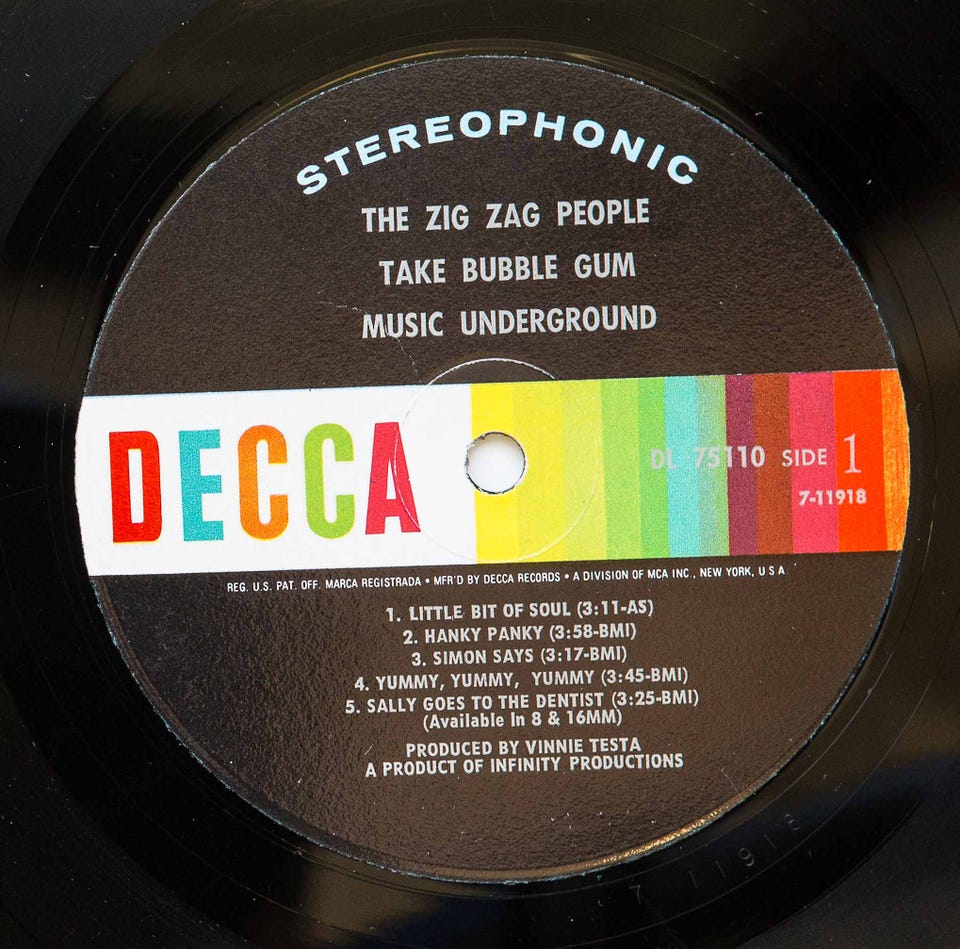 STEREOPHONIC
THE ZIG ZAG PEOPLE
TAKE BUBBLE GUM
MUSIC UNDERGROUND
DECCA
DL 75110 SIDE 1
7-11918
REG. U.S. PAT. OFF. MARCA REGISTRADA • MFR'D BY DECCA RECORDS • A DIVISION OF MCA INC., NEW YORK, U S A
1. LITTLE BIT OF SOUL (3:11-AS)
2. HANKY PANKY (3:58-BMI)
3. SIMON SAYS (3:17-BMI)
4. YUMMY, YUMMY, YUMMY (3:45-BMI)
5. SALLY GOES TO THE DENTIST (3:25-BMI)
(Available In 8 & 16MM)
PRODUCED BY VINNIE TESTA
A PRODUCT OF INFINITY PRODUCTIONS
7 11918